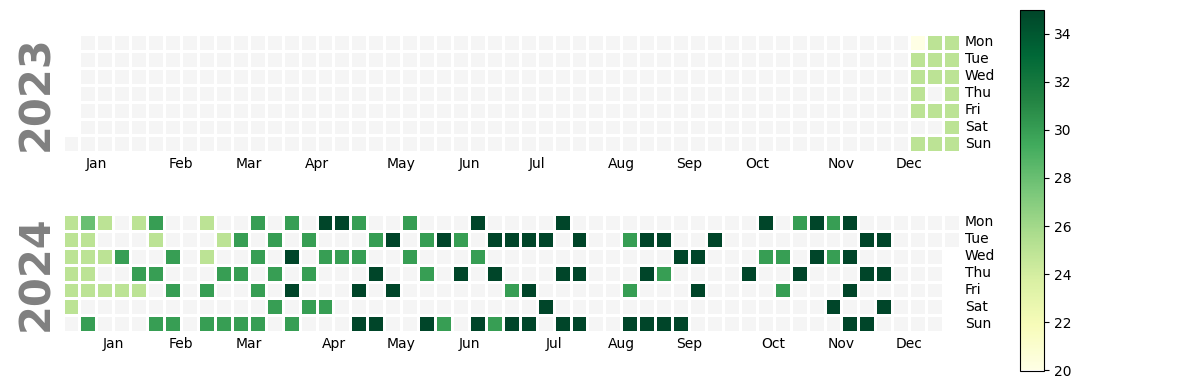 2023
Mon
Tue
Wed
Thu
Fri
Sat
Sun
Jan Feb Mar Apr May Jun Jul Aug Sep Oct Nov Dec
2024
Mon
Tue
Wed
Thu
Fri
Sat
Sun
Jan Feb Mar Apr May Jun Jul Aug Sep Oct Nov Dec
34
32
30
28
26
24
22
20